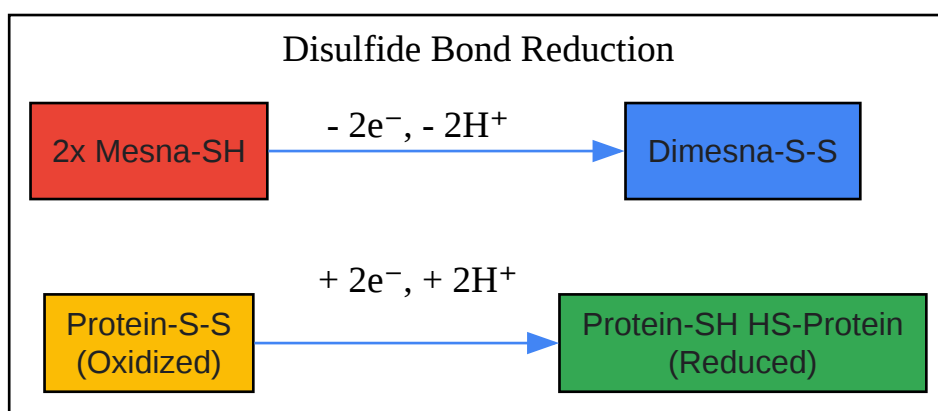 Disulfide Bond Reduction
- 2e⁻, - 2H⁺
2x Mesna-SH
Dimesna-S-S
+ 2e⁻, + 2H⁺
Protein-S-S
(Oxidized)
Protein-SH HS-Protein
(Reduced)